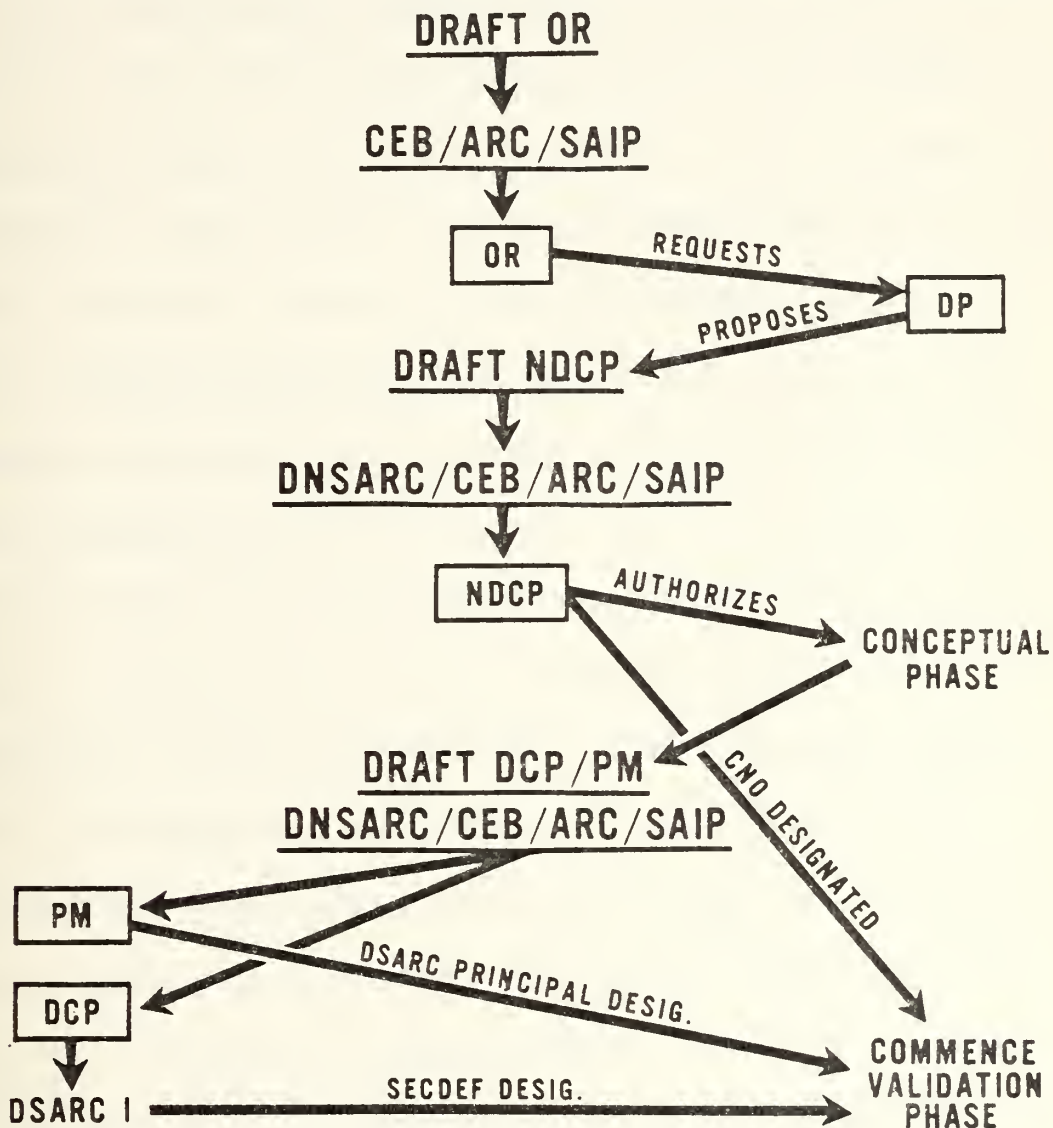 DRAFT OR
CEB/ARC/SAIP
OR
REQUESTS
DP
PROPOSES
DRAFT NDCP
DNSARC/CEB/ARC/SAIP
NDCP
AUTHORIZES
CONCEPTUAL
PHASE
DRAFT DCP/PM
CNO DESIGNATED
DNSARC/CEB/ARC/SAIP
PM
DSARC PRINCIPAL DESIG.
DCP
COMMENCE
VALIDATION
PHASE
DSARC I
SECDEF DESIG.